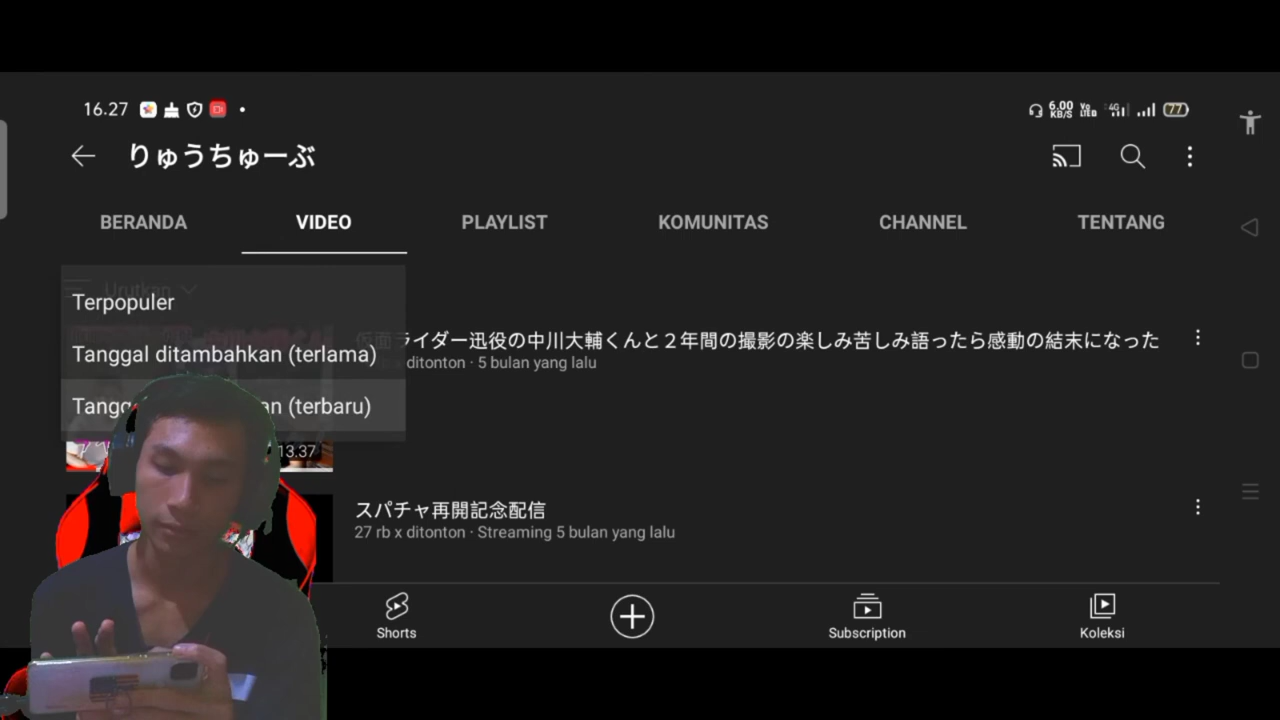 16.27
6.00 KB/S
4G
77
りゅうちゅーぶ
BERANDA VIDEO PLAYLIST KOMUNITAS CHANNEL TENTANG
Urutkan
Terpopuler
Tanggal ditambahkan (terlama)
(terbaru)
ライダー迅役の中川大輔くんと２年間の撮影の楽しみ苦しみ語ったら感動の結末になった
ditonton · 5 bulan yang lalu
13.37
スパチャ再開記念配信
27 rb x ditonton · Streaming 5 bulan yang lalu
Shorts Subscription Koleksi